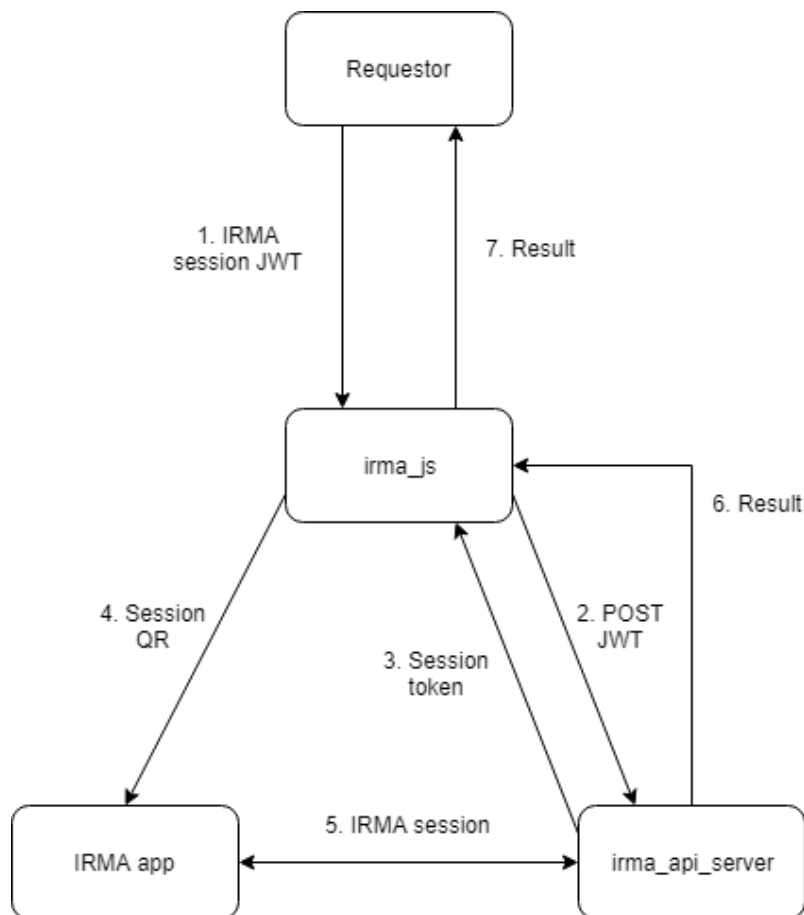 Requestor
1. IRMA
session JWT
7. Result
irma_js
6. Result
4. Session
QR
2. POST
JWT
3. Session
token
5. IRMA session
IRMA app
irma_api_server